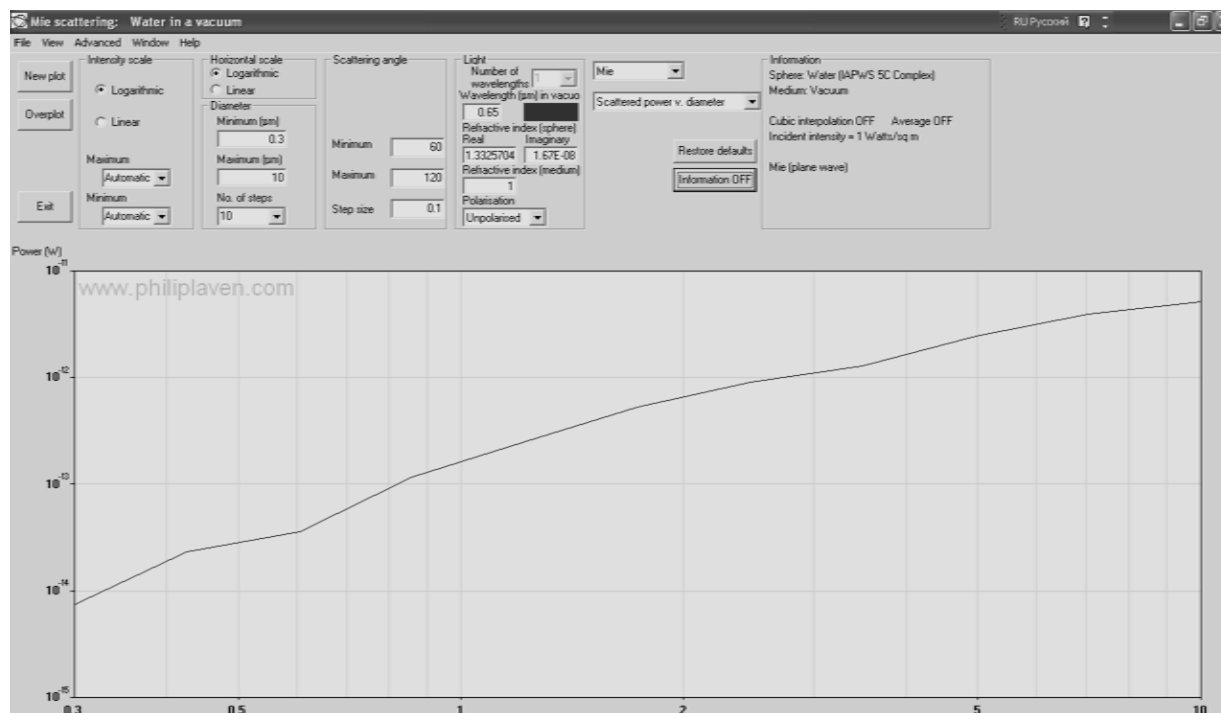 Mie scattering: Water in a vacuum
RU Русский
File View Advanced Window Help
New plot
Overplot
Exit
Intensity scale
Logarithmic
Linear
Maximum
Automatic
Minimum
Automatic
Horizontal scale
Logarithmic
Linear
Diameter
Minimum (µm)
0.3
Maximum (µm)
10
No. of steps
10
Scattering angle
Minimum 60
Maximum 120
Step size 0.1
Light
Number of
wavelengths 1
Wavelength (µm) in vacuo
0.65
Refractive index (sphere)
Real Imaginary
1.3325704 1.67E-08
Refractive index (medium)
1
Polarisation
Unpolarised
Mie
Scattered power v. diameter
Restore defaults
Information OFF
Information
Sphere: Water (IAPWS 5C Complex)
Medium: Vacuum
Cubic interpolation OFF Average OFF
Incident intensity = 1 Watts/sq m
Mie (plane wave)
Power (W)
www.philiplaven.com
10⁻¹¹
10⁻¹²
10⁻¹³
10⁻¹⁴
10⁻¹⁵
0.3 0.5 1 2 5 10